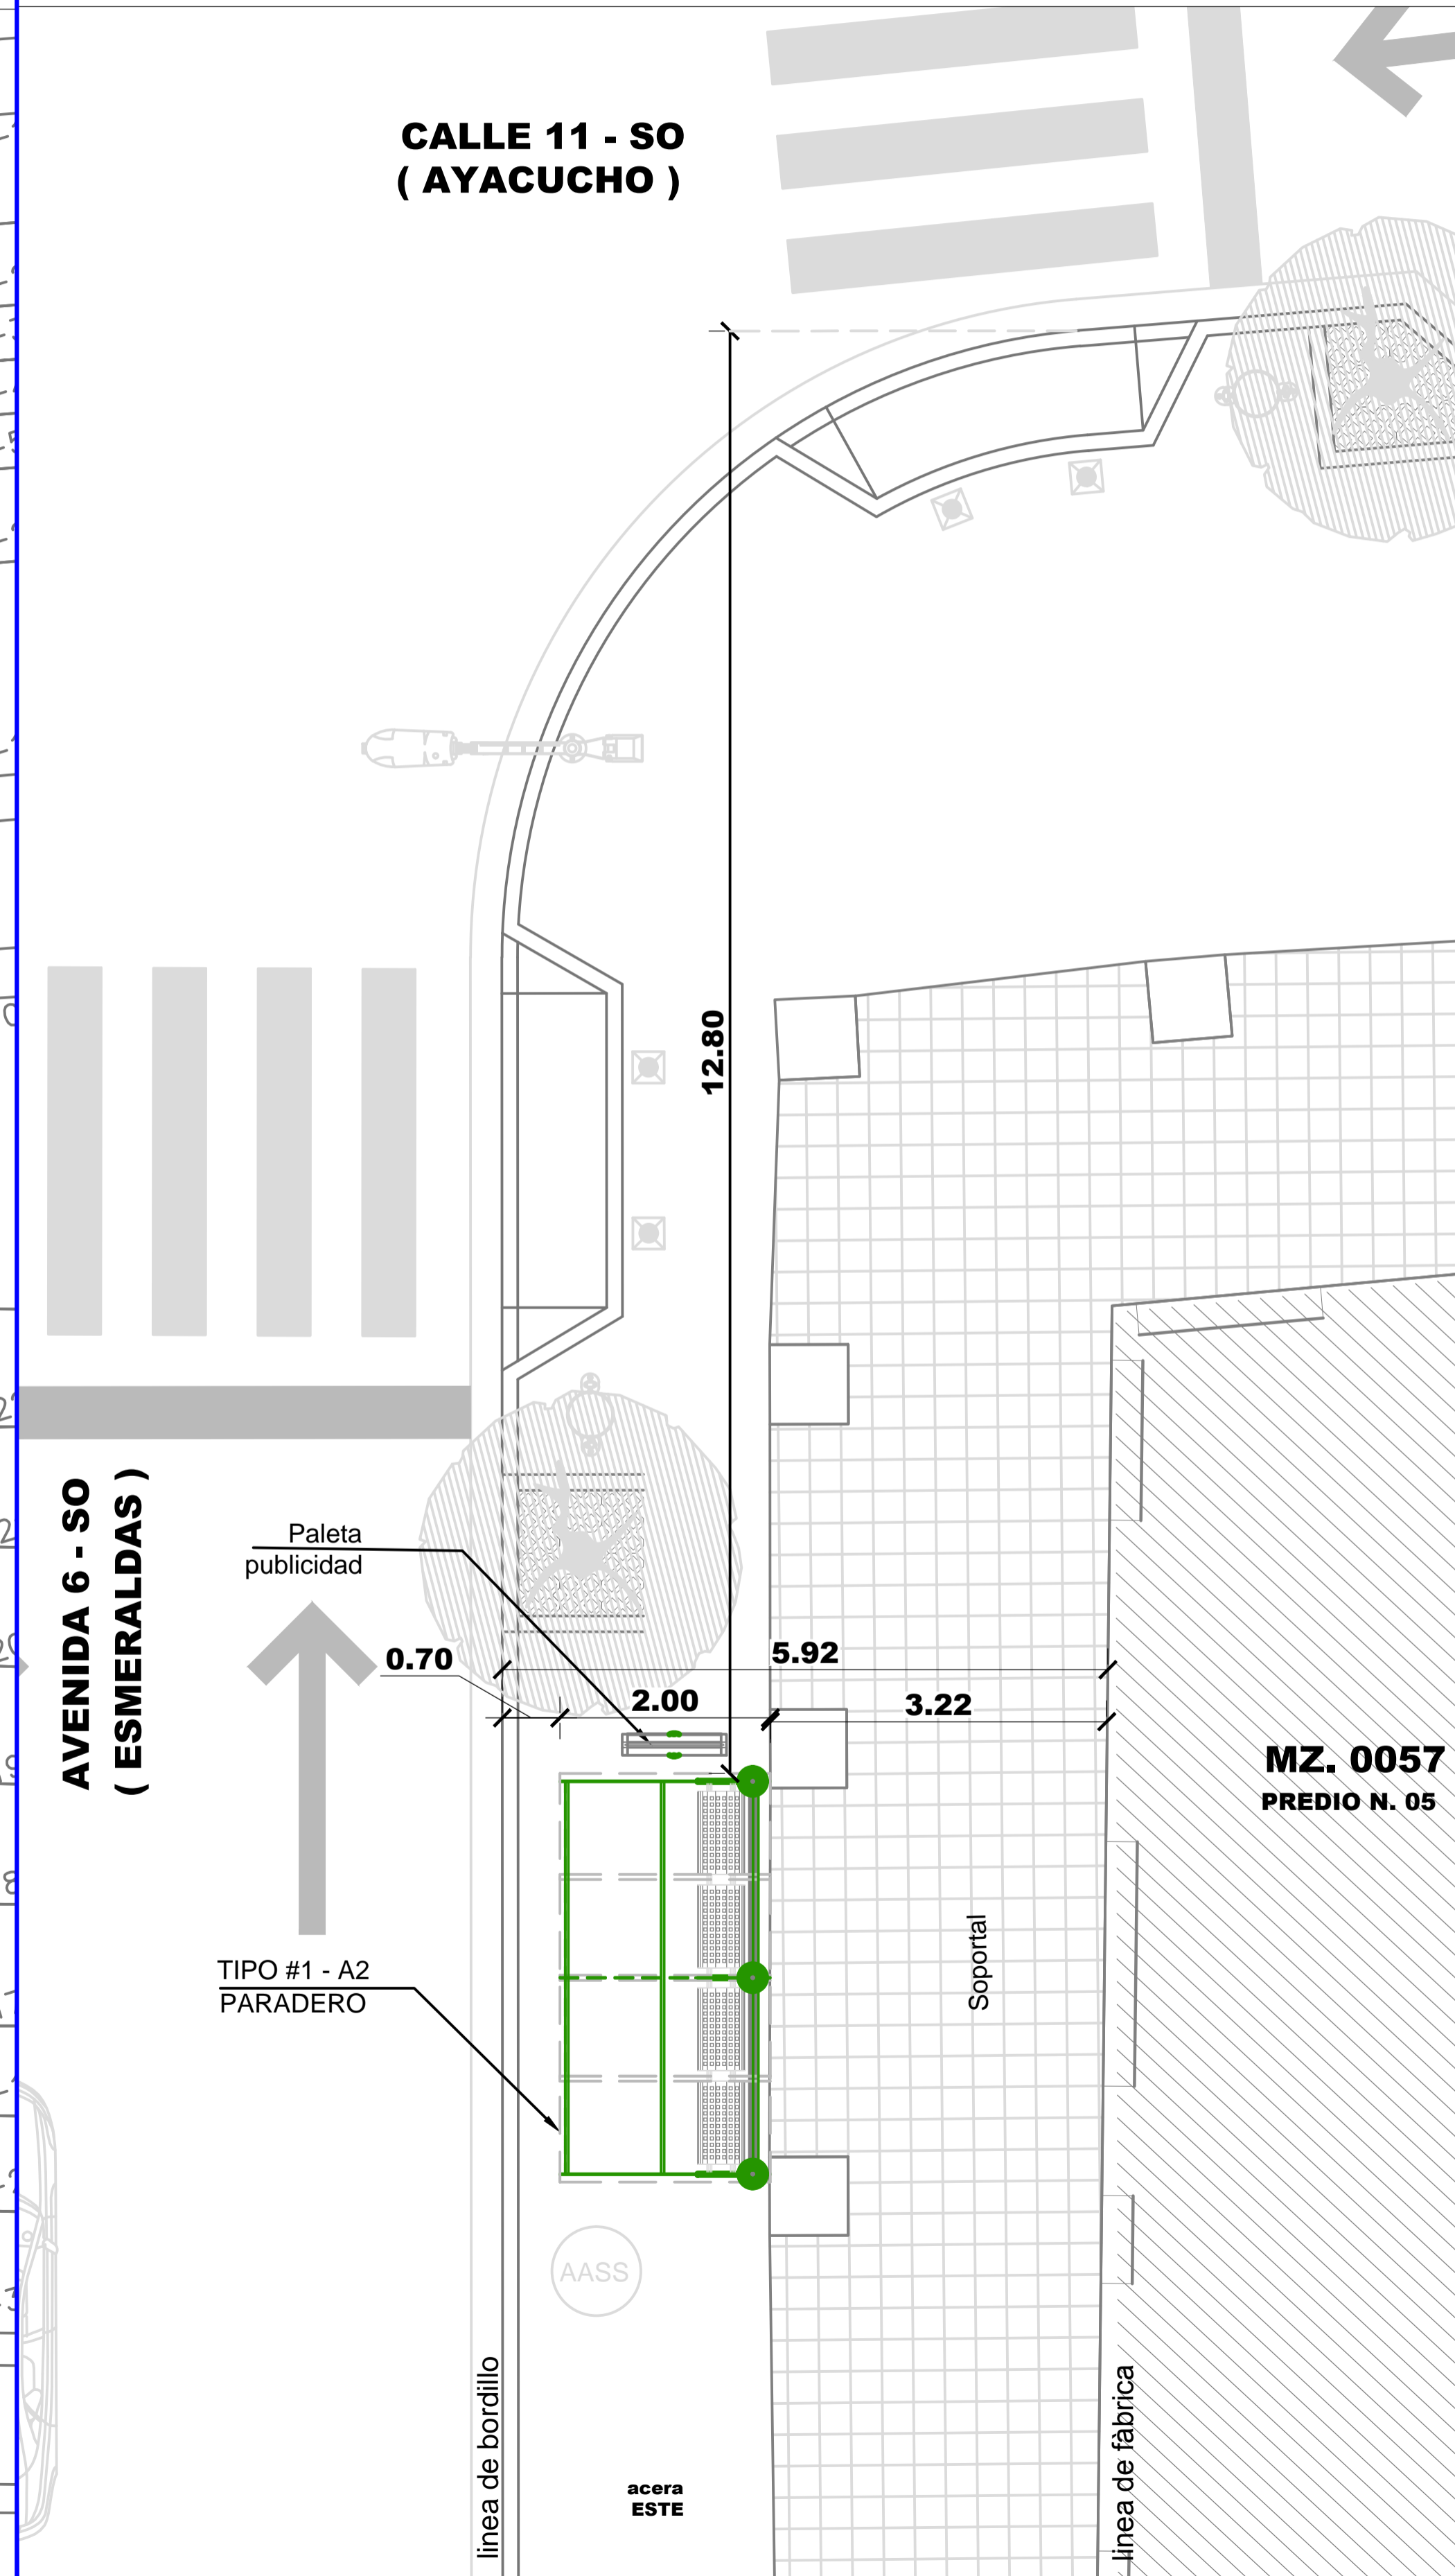 CALLE 11 - SO
( AYACUCHO )
12.80
AVENIDA 6 - SO
( ESMERALDAS )
Paleta
publicidad
0.70
5.92
2.00
3.22
MZ. 0057
PREDIO N. 05
TIPO #1 - A2
PARADERO
Soportal
AASS
linea de bordillo
linea de fàbrica
acera
ESTE